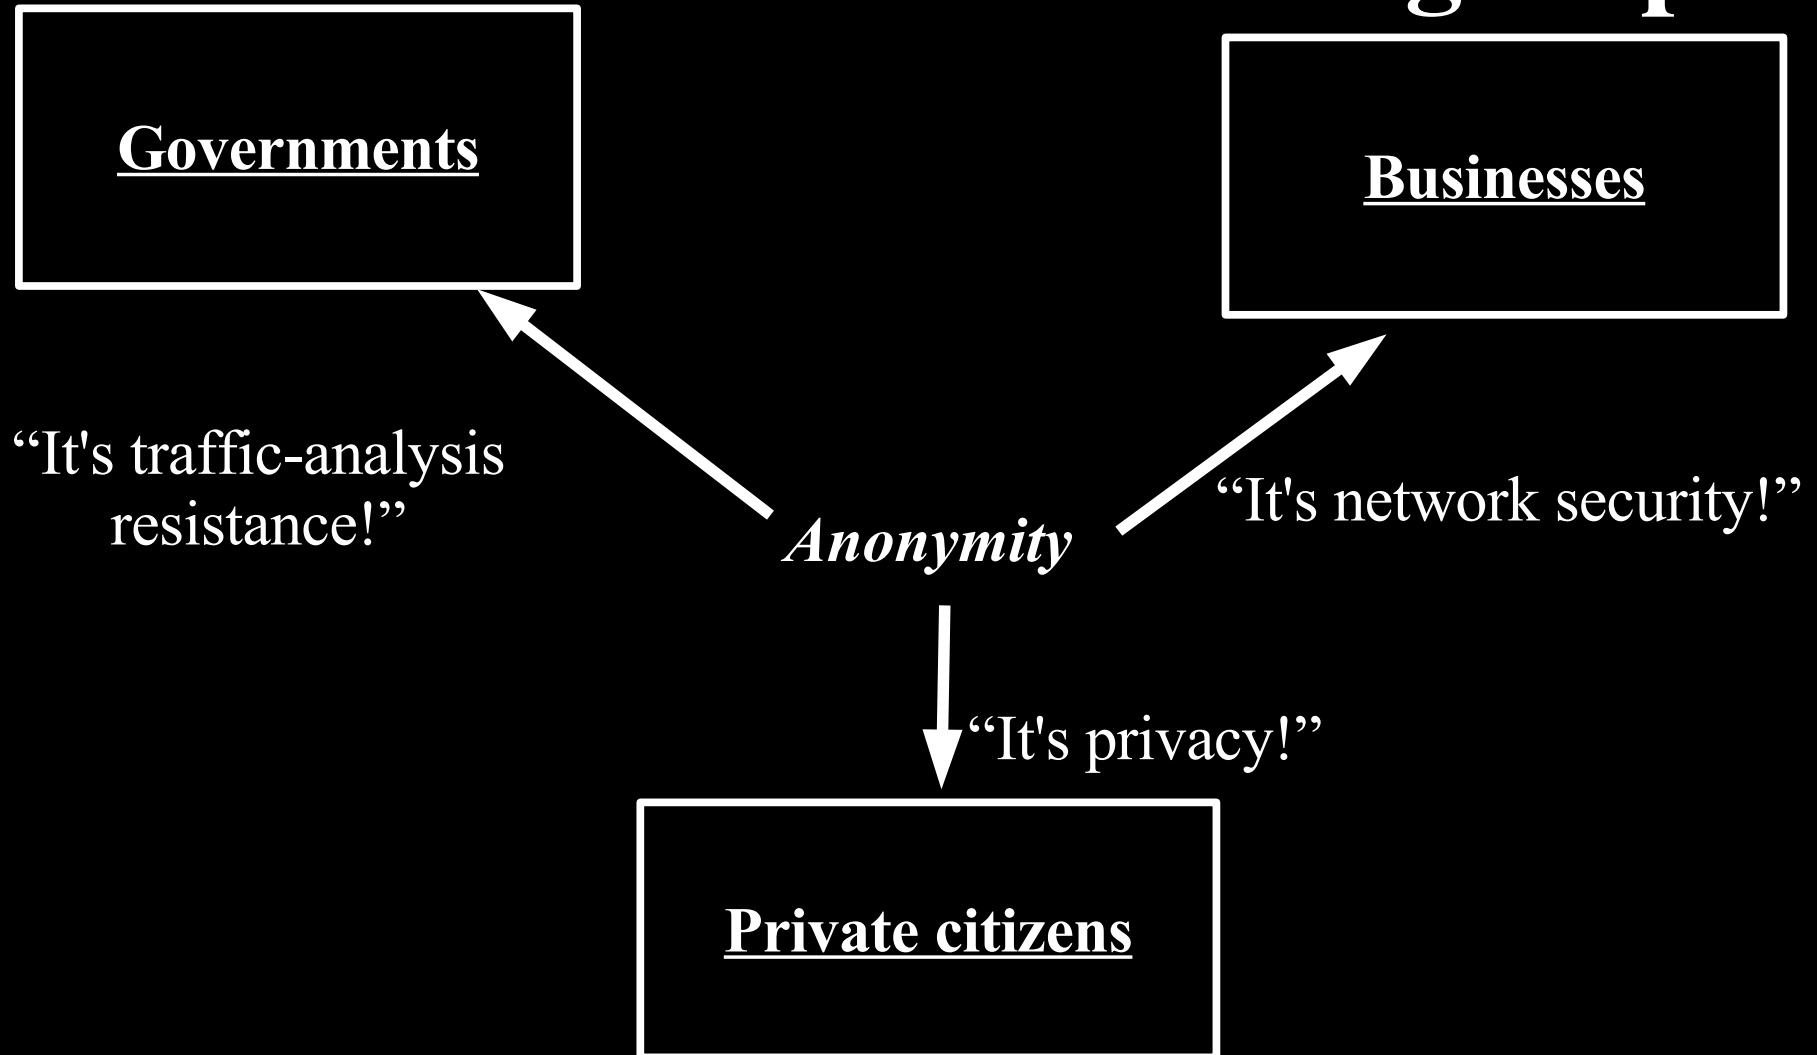 Governments
Businesses
“It's traffic-analysis
resistance!”
“It's network security!”
Anonymity
“It's privacy!”
Private citizens